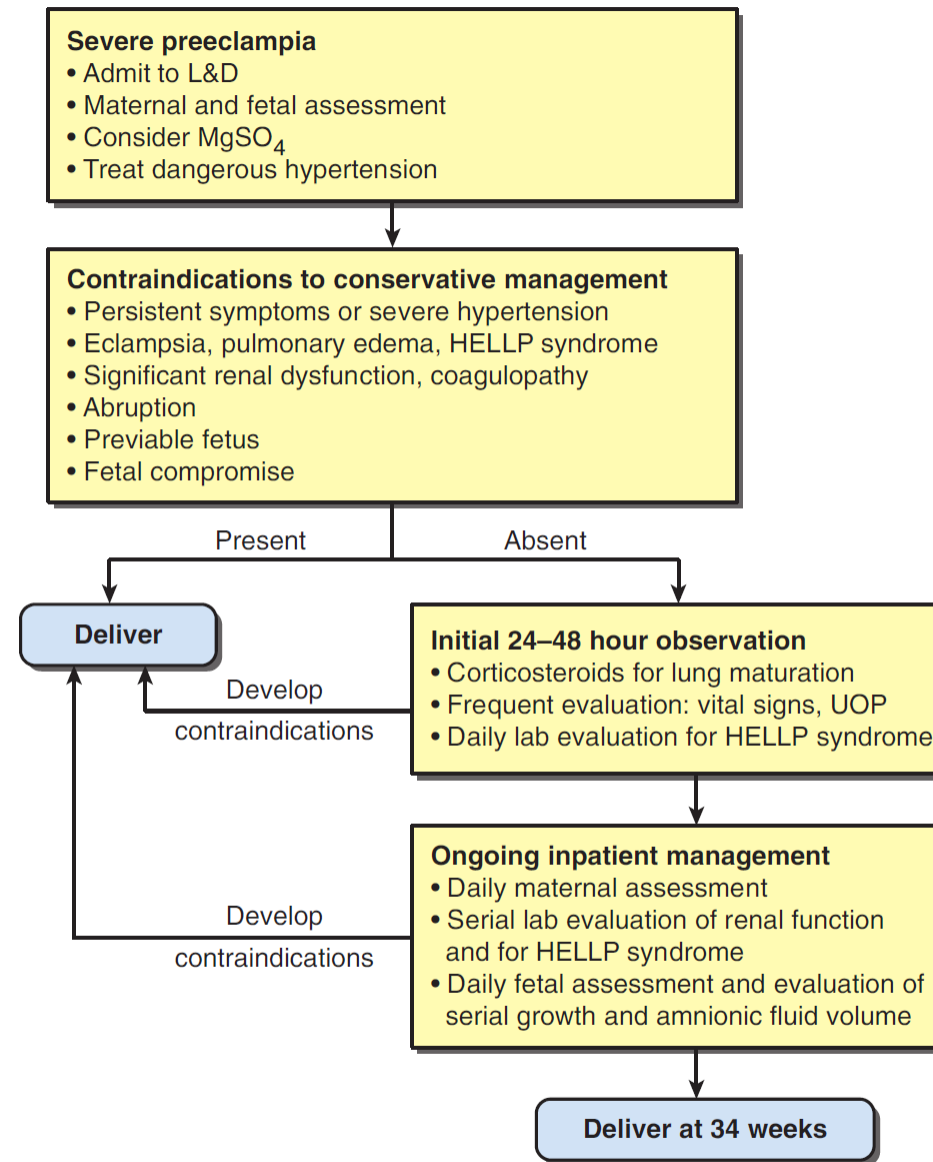 Severe preeclampia
• Admit to L&D
• Maternal and fetal assessment
• Consider MgSO4
• Treat dangerous hypertension
Contraindications to conservative management
• Persistent symptoms or severe hypertension
• Eclampsia, pulmonary edema, HELLP syndrome
• Significant renal dysfunction, coagulopathy
• Abruption
• Previable fetus
• Fetal compromise
Present
Absent
Deliver
Initial 24–48 hour observation
• Corticosteroids for lung maturation
• Frequent evaluation: vital signs, UOP
• Daily lab evaluation for HELLP syndrome
Develop
contraindications
Ongoing inpatient management
• Daily maternal assessment
• Serial lab evaluation of renal function
and for HELLP syndrome
• Daily fetal assessment and evaluation of
serial growth and amnionic fluid volume
Develop
contraindications
Deliver at 34 weeks